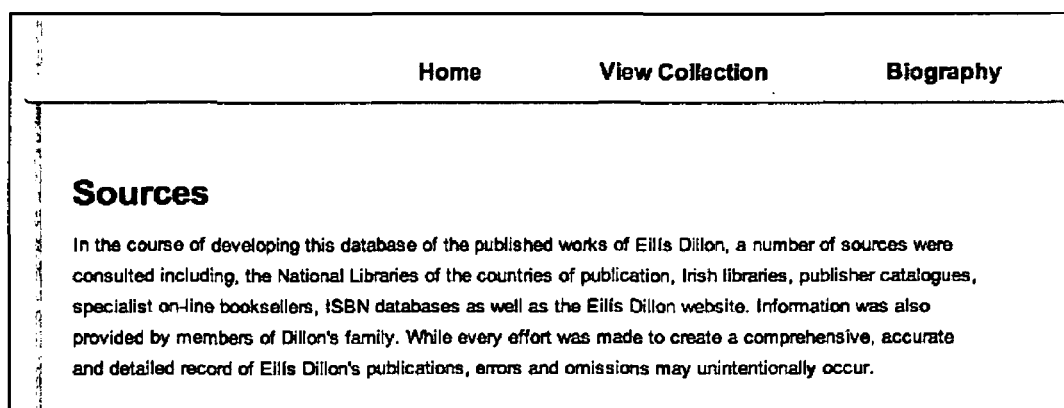 Home View Collection Biography
Sources
In the course of developing this database of the published works of Eilís Dillon, a number of sources were
consulted including, the National Libraries of the countries of publication, Irish libraries, publisher catalogues,
specialist on-line booksellers, ISBN databases as well as the Eilís Dillon website. Information was also
provided by members of Dillon's family. While every effort was made to create a comprehensive, accurate
and detailed record of Eilís Dillon's publications, errors and omissions may unintentionally occur.